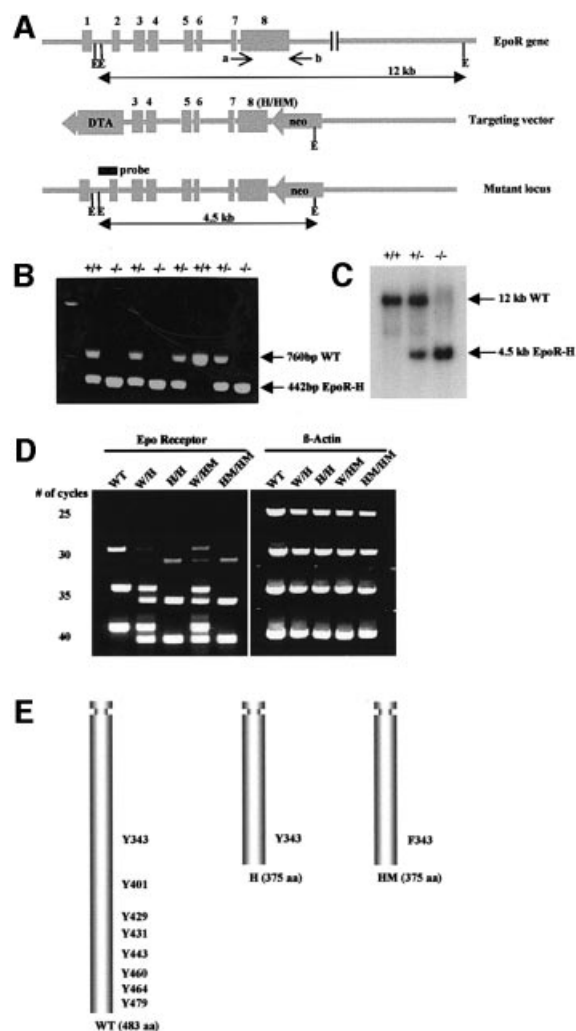 A
1 2 3 4 5 6 7 8
EpoR gene
a b
E E E
12 kb
3 4 5 6 7 8 (H/HM)
DTA neo
Targeting vector
E
probe
neo
Mutant locus
E E E
4.5 kb
B
+/+ -/- +/- -/- +/- +/+ +/- -/-
760bp WT
442bp EpoR-H
C
+/+ +/- -/-
12 kb WT
4.5 kb EpoR-H
D
Epo Receptor ß-Actin
WT W/H H/H W/HM HM/HM WT W/H H/H W/HM HM/HM
# of cycles
25
30
35
40
E
Y343 Y343 F343
H (375 aa) HM (375 aa)
Y401
Y429
Y431
Y443
Y460
Y464
Y479
WT (483 aa)